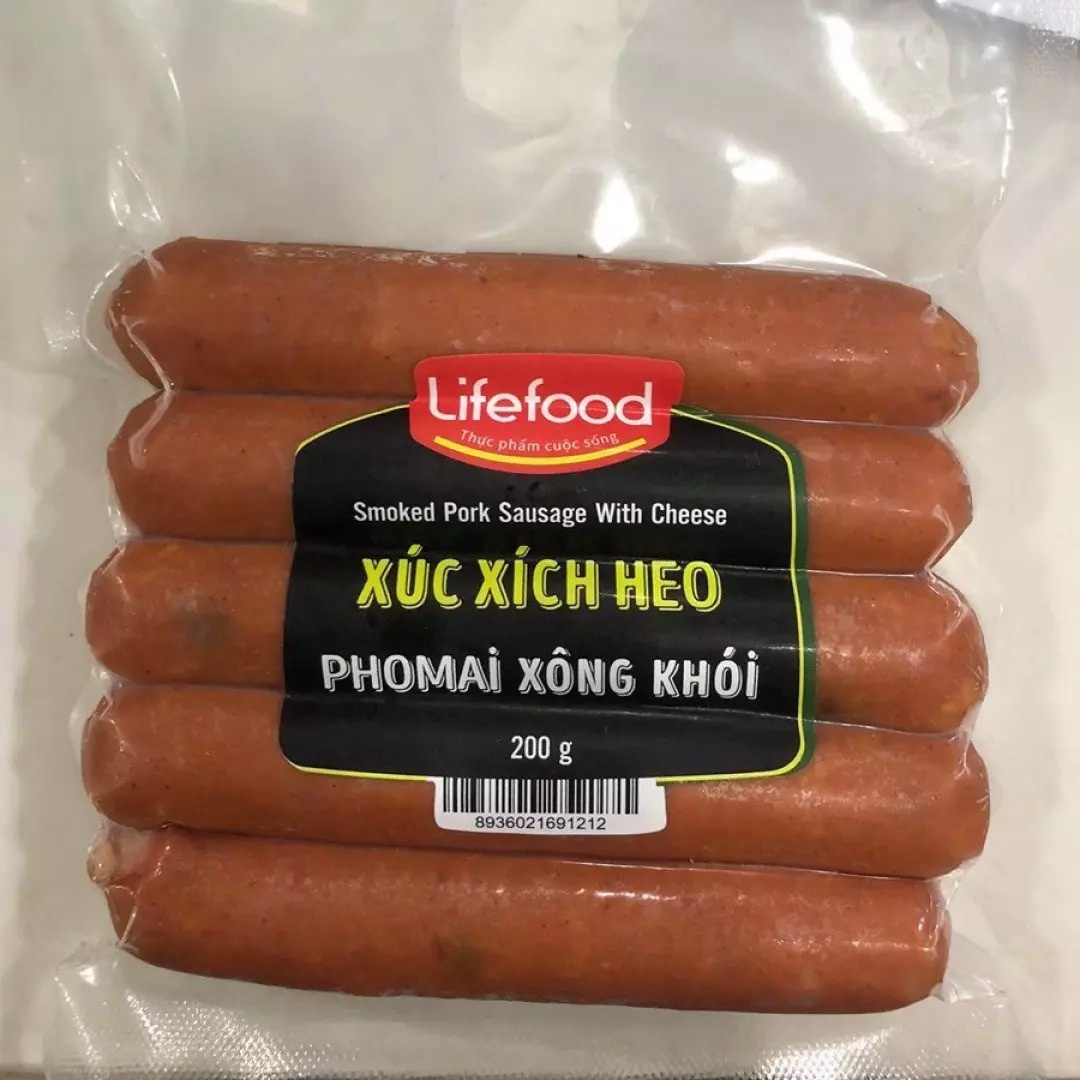 Lifefood
Thực phẩm cuộc sống
Smoked Pork Sausage With Cheese
XÚC XÍCH HEO
PHOMAI XÔNG KHÓI
200 g
8936021691212